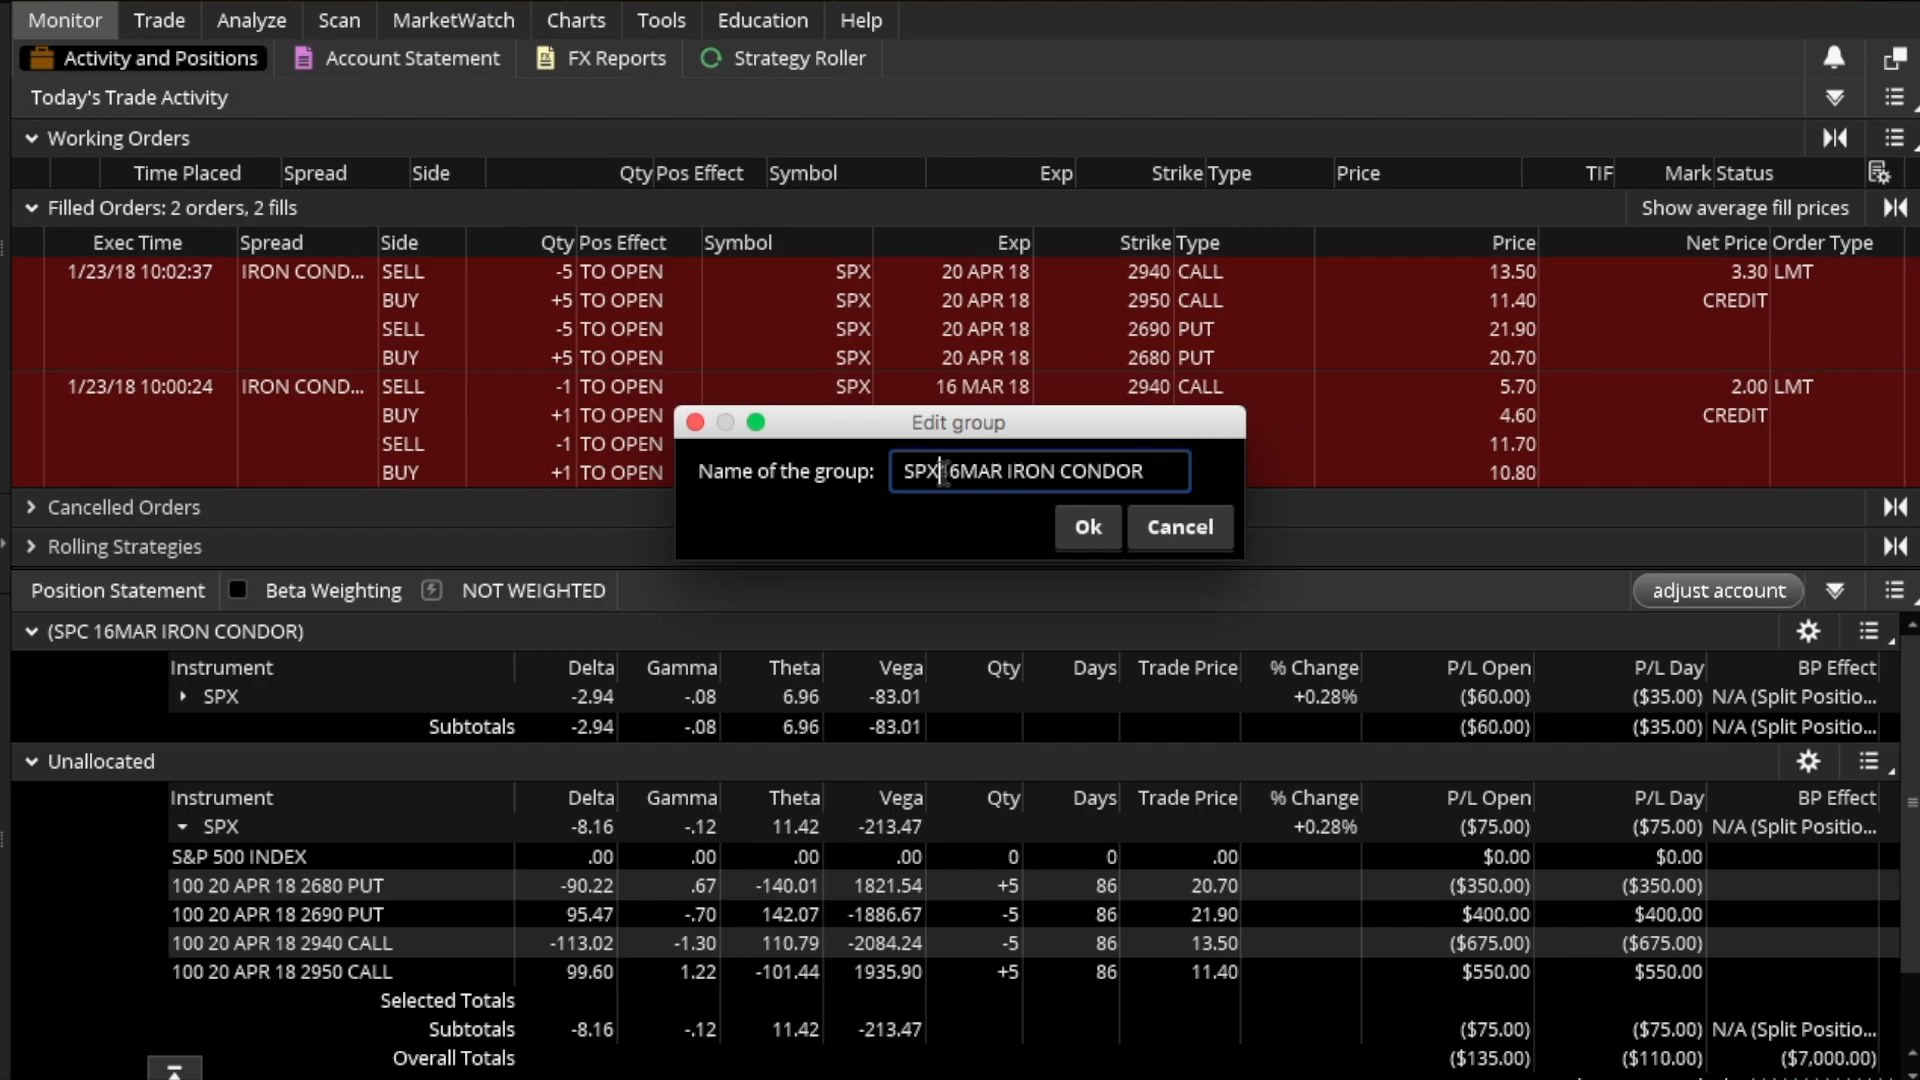 Monitor Trade Analyze Scan MarketWatch Charts Tools Education Help
Activity and Positions Account Statement FX Reports Strategy Roller
Today's Trade Activity
Working Orders
Time Placed Spread Side Qty Pos Effect Symbol Exp Strike Type Price TIF Mark Status
Filled Orders: 2 orders, 2 fills Show average fill prices
Exec Time Spread Side Qty Pos Effect Symbol Exp Strike Type Price Net Price Order Type
1/23/18 10:02:37 IRON COND... SELL -5 TO OPEN SPX 20 APR 18 2940 CALL 13.50 3.30 LMT
BUY +5 TO OPEN SPX 20 APR 18 2950 CALL 11.40 CREDIT
SELL -5 TO OPEN SPX 20 APR 18 2690 PUT 21.90
BUY +5 TO OPEN SPX 20 APR 18 2680 PUT 20.70
1/23/18 10:00:24 IRON COND... SELL -1 TO OPEN SPX 16 MAR 18 2940 CALL 5.70 2.00 LMT
BUY +1 TO OPEN 4.60 CREDIT
SELL -1 TO OPEN 11.70
BUY +1 TO OPEN 10.80
Edit group
Name of the group: SPX 16MAR IRON CONDOR
Ok Cancel
Cancelled Orders
Rolling Strategies
Position Statement Beta Weighting NOT WEIGHTED adjust account
(SPC 16MAR IRON CONDOR)
Instrument Delta Gamma Theta Vega Qty Days Trade Price % Change P/L Open P/L Day BP Effect
SPX -2.94 -.08 6.96 -83.01 +0.28% ($60.00) ($35.00) N/A (Split Positio...
Subtotals -2.94 -.08 6.96 -83.01 ($60.00) ($35.00) N/A (Split Positio...
Unallocated
Instrument Delta Gamma Theta Vega Qty Days Trade Price % Change P/L Open P/L Day BP Effect
SPX -8.16 -.12 11.42 -213.47 +0.28% ($75.00) ($75.00) N/A (Split Positio...
S&P 500 INDEX .00 .00 .00 .00 0 0 .00 $0.00 $0.00
100 20 APR 18 2680 PUT -90.22 .67 -140.01 1821.54 +5 86 20.70 ($350.00) ($350.00)
100 20 APR 18 2690 PUT 95.47 -.70 142.07 -1886.67 -5 86 21.90 $400.00 $400.00
100 20 APR 18 2940 CALL -113.02 -1.30 110.79 -2084.24 -5 86 13.50 ($675.00) ($675.00)
100 20 APR 18 2950 CALL 99.60 1.22 -101.44 1935.90 +5 86 11.40 $550.00 $550.00
Selected Totals
Subtotals -8.16 -.12 11.42 -213.47 ($75.00) ($75.00) N/A (Split Positio...
Overall Totals ($135.00) ($110.00) ($7,000.00)